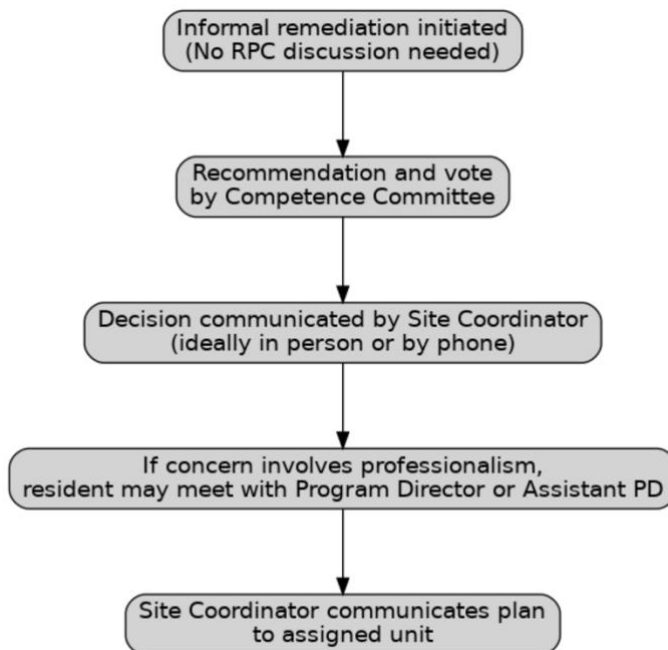 Informal remediation initiated
(No RPC discussion needed)
Recommendation and vote
by Competence Committee
Decision communicated by Site Coordinator
(ideally in person or by phone)
If concern involves professionalism,
resident may meet with Program Director or Assistant PD
Site Coordinator communicates plan
to assigned unit